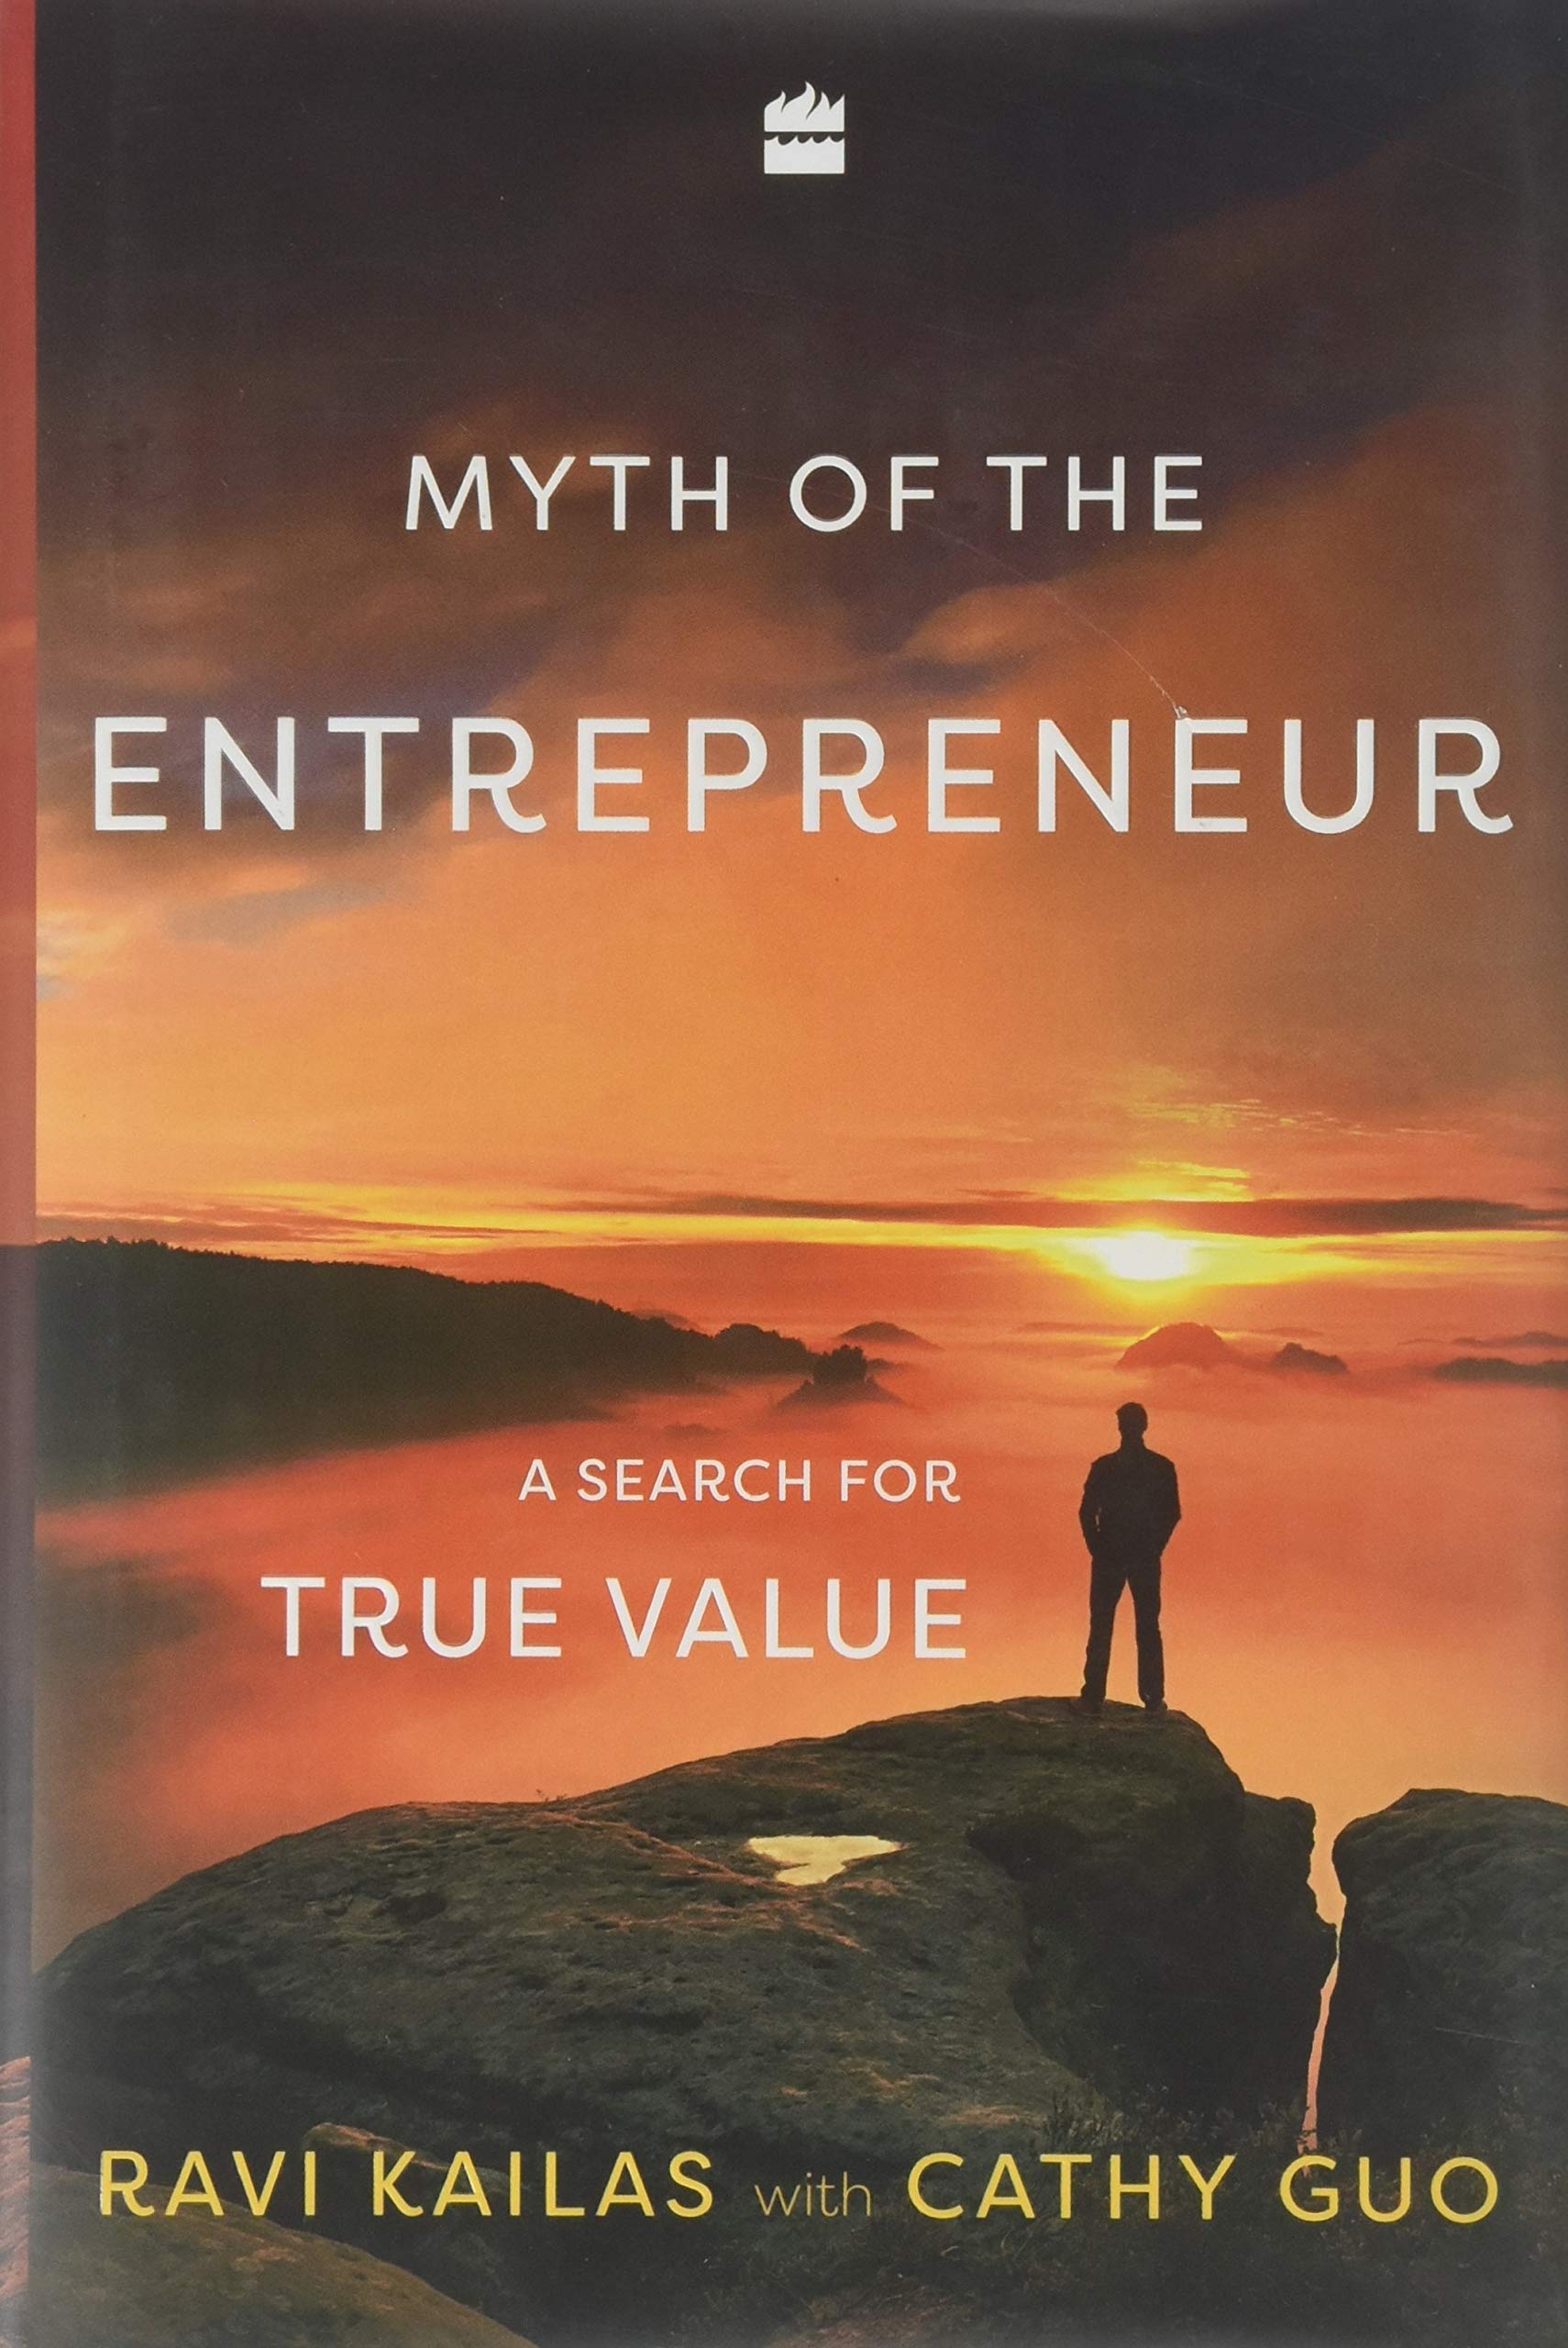 MYTH OF THE
ENTREPRENEUR
A SEARCH FOR
TRUE VALUE
RAVI KAILAS with CATHY GUO